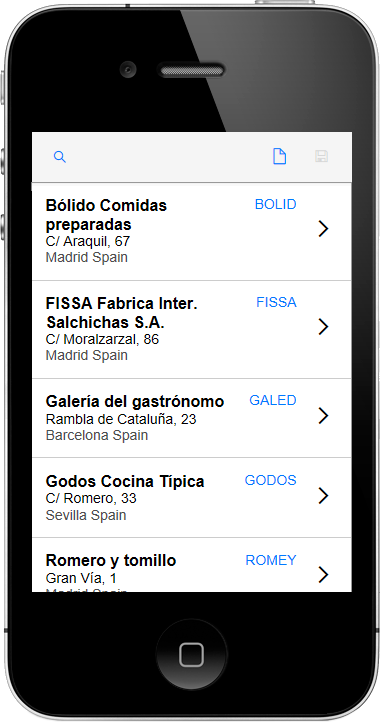 Bólido Comidas
preparadas
BOLID
C/ Araquil, 67
Madrid Spain
FISSA Fabrica Inter.
Salchichas S.A.
FISSA
C/ Moralzarzal, 86
Madrid Spain
Galería del gastrónomo
GALED
Rambla de Cataluña, 23
Barcelona Spain
Godos Cocina Típica
GODOS
C/ Romero, 33
Sevilla Spain
Romero y tomillo
ROMEY
Gran Vía, 1
Madrid Spain